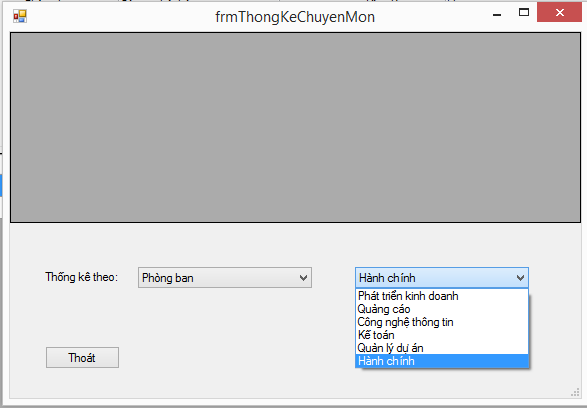 frmThongKeChuyenMon
Thống kê theo: Phòng ban Hành chính
Phát triển kinh doanh
Quảng cáo
Công nghệ thông tin
Kế toán
Quản lý dự án
Hành chính
Thoát